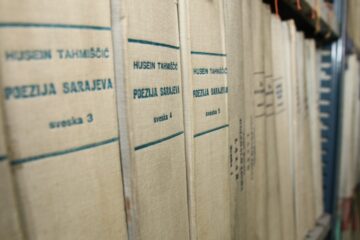 HUSEIN TAHMIŠČIĆ
POEZIJA SARAJEVA
sveska 3
HUSEIN TAHMIŠČIĆ
POEZIJA SARAJEVA
sveska 4
HUSEIN TAHMIŠČIĆ
POEZIJA SARAJEVA
sveska 5